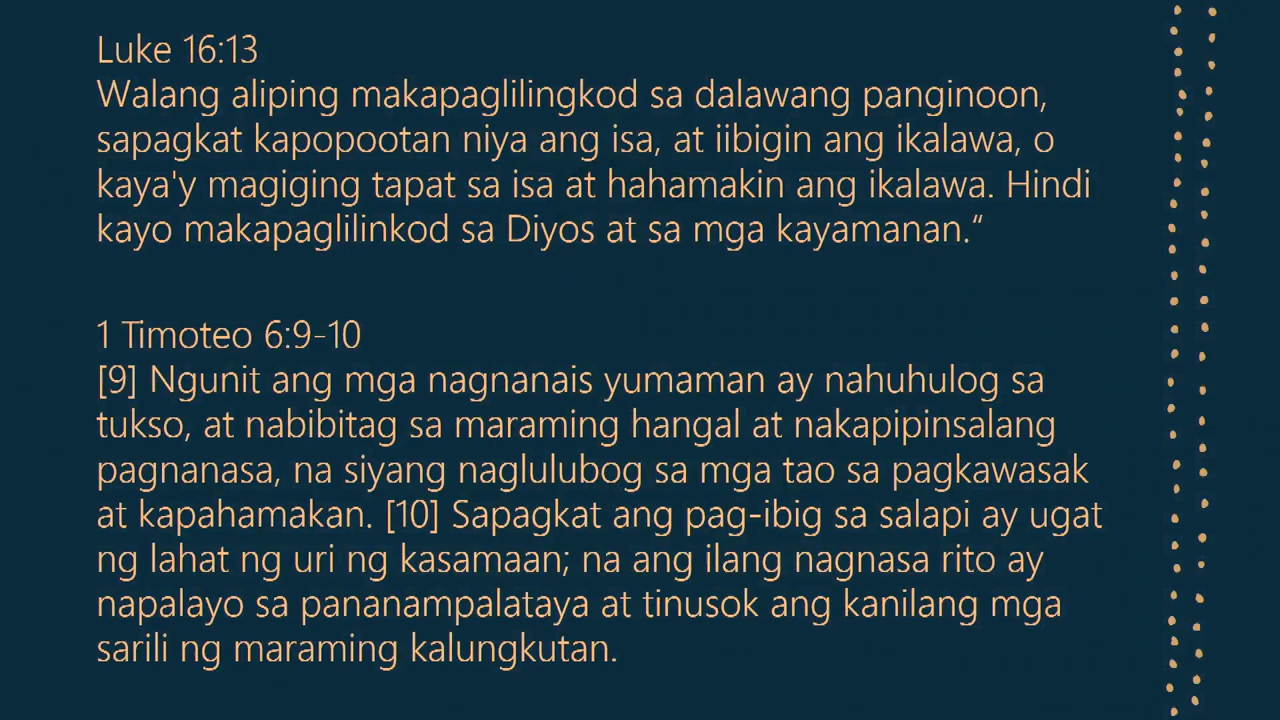 Luke 16:13
Walang aliping makapaglilingkod sa dalawang panginoon,
sapagkat kapopootan niya ang isa, at iibigin ang ikalawa, o
kaya'y magiging tapat sa isa at hahamakin ang ikalawa. Hindi
kayo makapaglilinkod sa Diyos at sa mga kayamanan.“
1 Timoteo 6:9-10
[9] Ngunit ang mga nagnanais yumaman ay nahuhulog sa
tukso, at nabibitag sa maraming hangal at nakapipinsalang
pagnanasa, na siyang naglulubog sa mga tao sa pagkawasak
at kapahamakan. [10] Sapagkat ang pag-ibig sa salapi ay ugat
ng lahat ng uri ng kasamaan; na ang ilang nagnasa rito ay
napalayo sa pananampalataya at tinusok ang kanilang mga
sarili ng maraming kalungkutan.